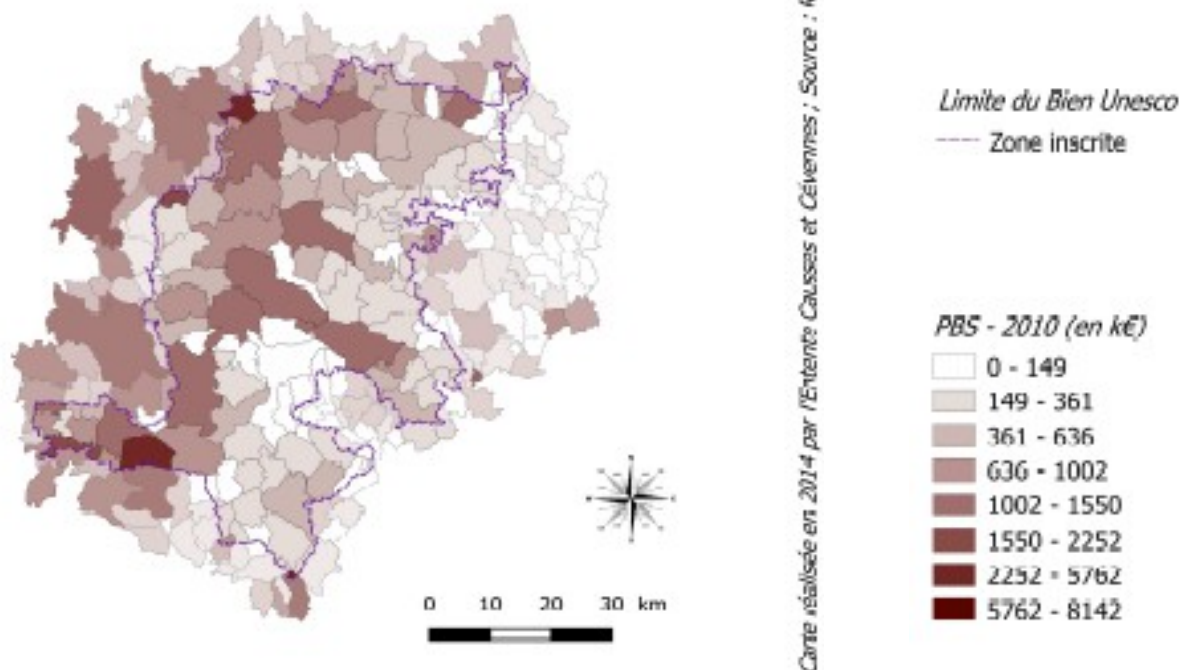 Limite du Bien Unesco
Zone inscrite
PBS - 2010 (en k€)
0 - 149
149 - 361
361 - 636
636 - 1002
1002 - 1550
1550 - 2252
2252 - 5762
5762 - 8142
0 10 20 30 km
Carte réalisée en 2014 par l'Entente Causses et Cévennes ; Source :